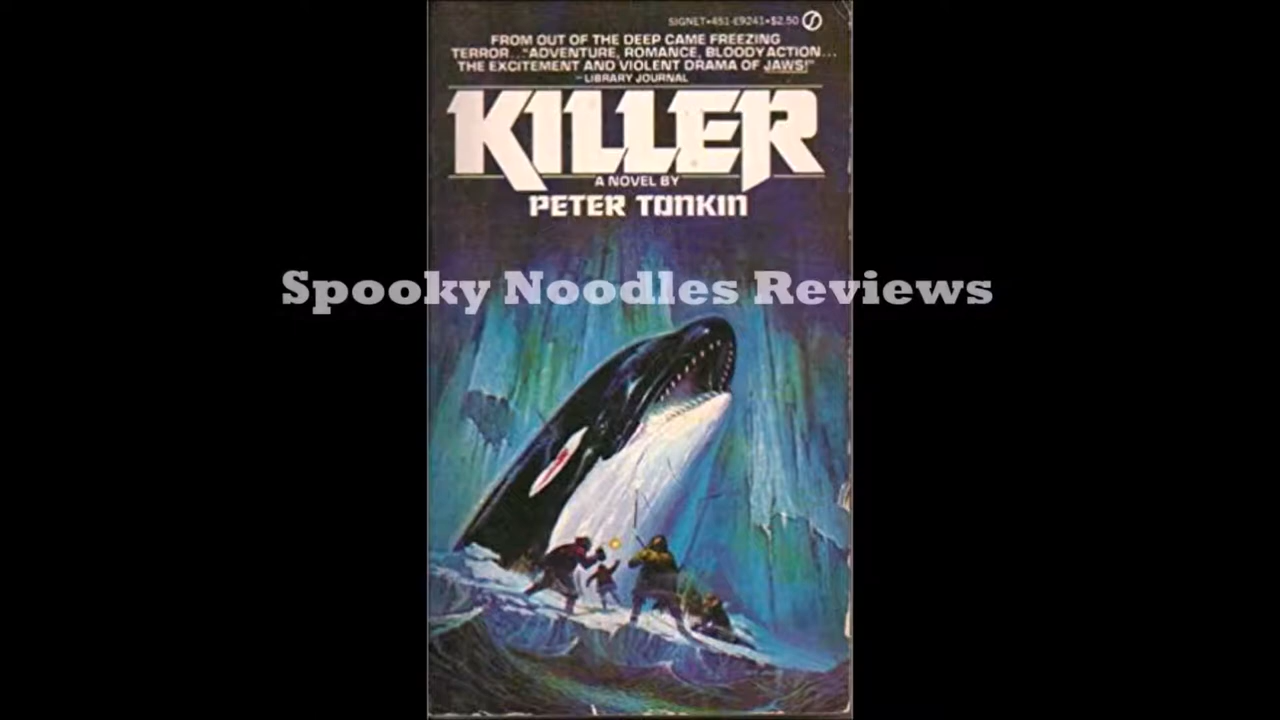 SIGNET•451-E9241•$2.50
FROM OUT OF THE DEEP CAME FREEZING
TERROR..."ADVENTURE, ROMANCE, BLOODY ACTION...
THE EXCITEMENT AND VIOLENT DRAMA OF JAWS!"
—LIBRARY JOURNAL
KILLER
A NOVEL BY
PETER TONKIN
Spooky Noodles Reviews